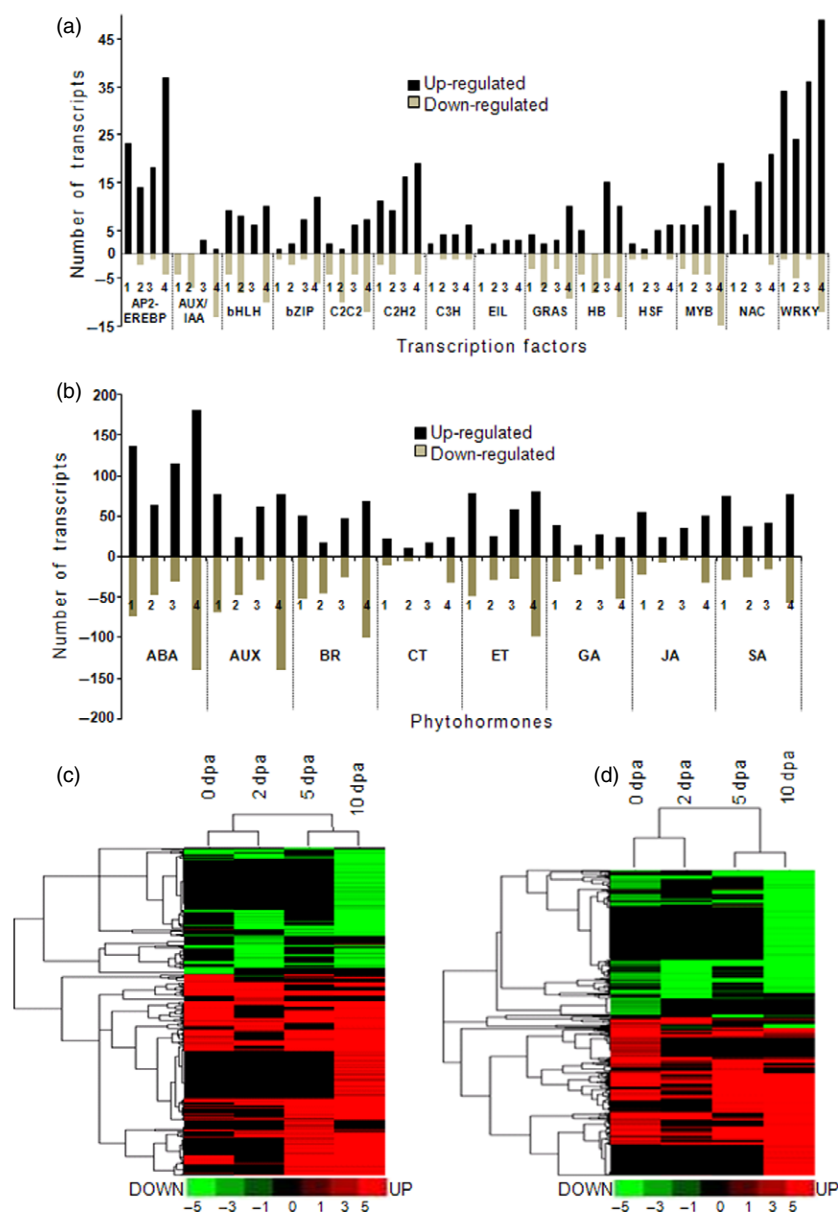 (a)
Number of transcripts
45
35
25
15
5
0
−5
−15
Up-regulated
Down-regulated
1 2 3 4 1 2 3 4 1 2 3 4 1 2 3 4 1 2 3 4 1 2 3 4 1 2 3 4 1 2 3 4 1 2 3 4 1 2 3 4 1 2 3 4 1 2 3 4 1 2 3 4 1 2 3 4
AP2-EREBP AUX/IAA bHLH bZIP C2C2 C2H2 C3H EIL GRAS HB HSF MYB NAC WRKY
Transcription factors
(b)
Number of transcripts
200
150
100
50
0
−50
−100
−150
−200
Up-regulated
Down-regulated
1 2 3 4 1 2 3 4 1 2 3 4 1 2 3 4 1 2 3 4 1 2 3 4 1 2 3 4 1 2 3 4
ABA AUX BR CT ET GA JA SA
Phytohormones
(c)
0 dpa
2 dpa
5 dpa
10 dpa
DOWN UP
−5 −3 −1 0 1 3 5
(d)
0 dpa
2 dpa
5 dpa
10 dpa
DOWN UP
−5 −3 −1 0 1 3 5